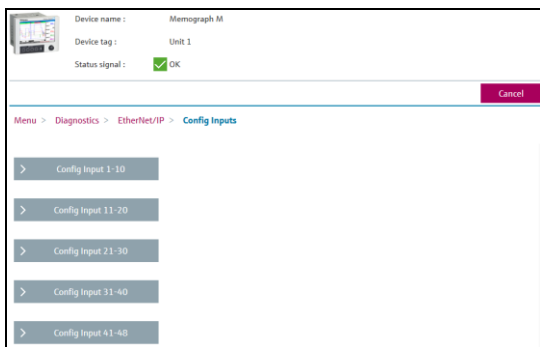 Device name : Memograph M
Device tag : Unit 1
Status signal : OK
Cancel
Menu > Diagnostics > EtherNet/IP > Config Inputs
> Config Input 1-10
> Config Input 11-20
> Config Input 21-30
> Config Input 31-40
> Config Input 41-48